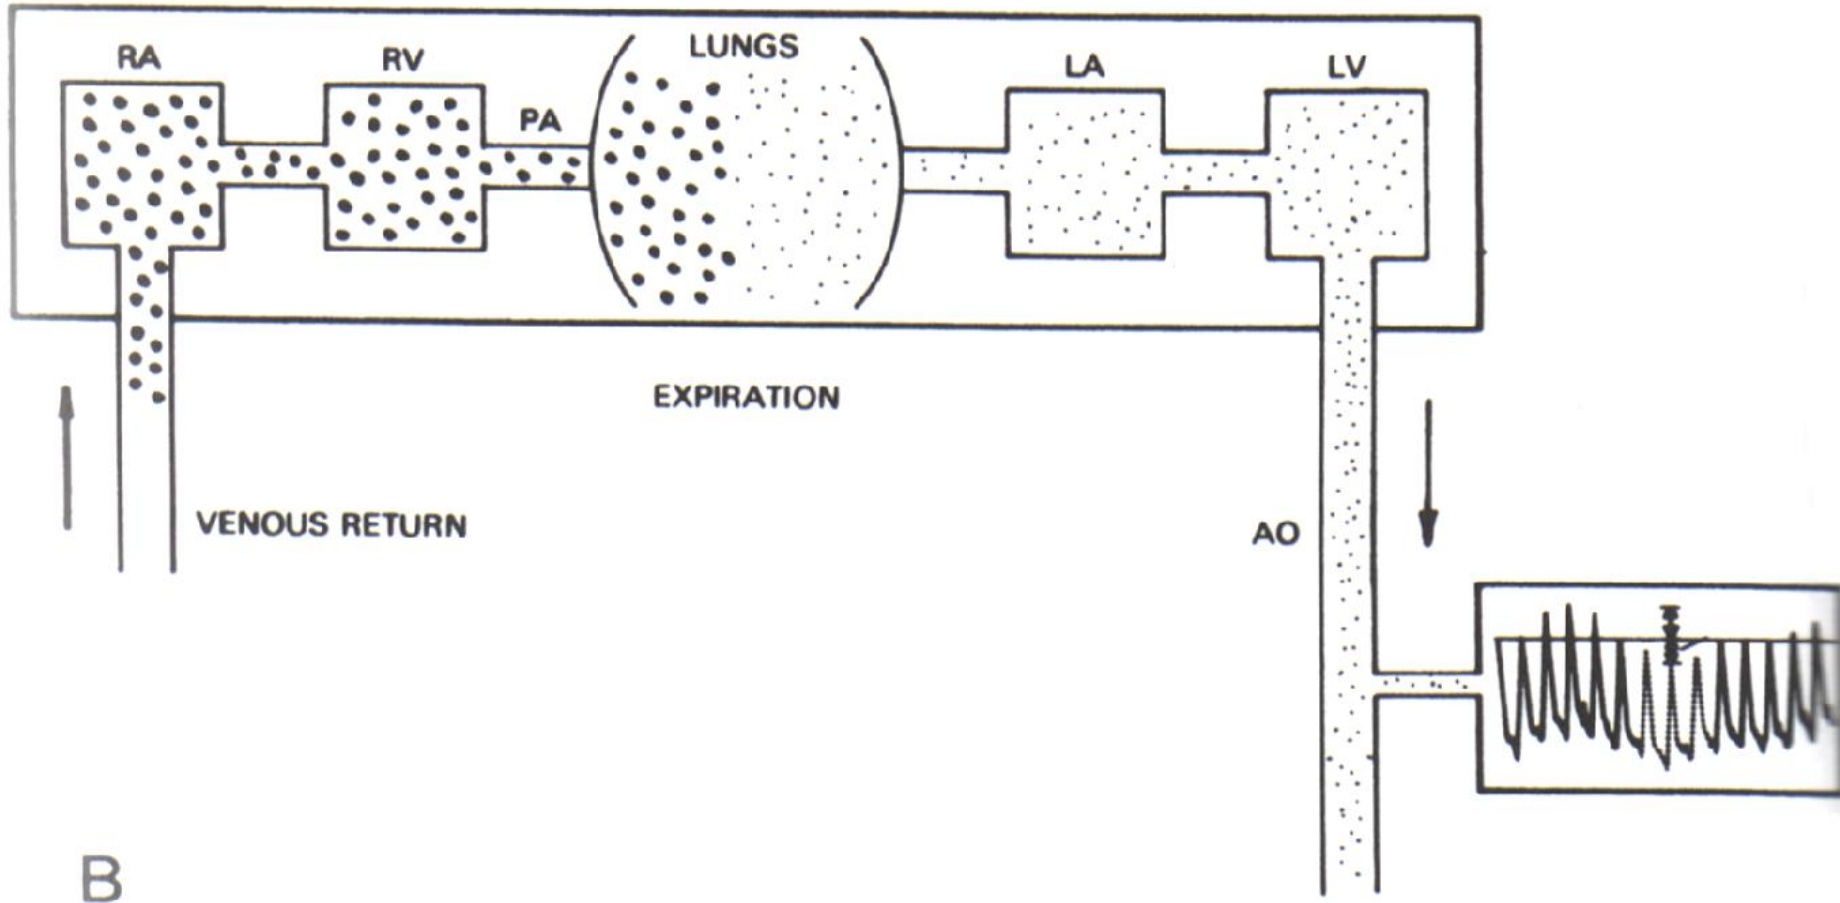 RA
RV
PA
LUNGS
LA
LV
EXPIRATION
VENOUS RETURN
AO
B